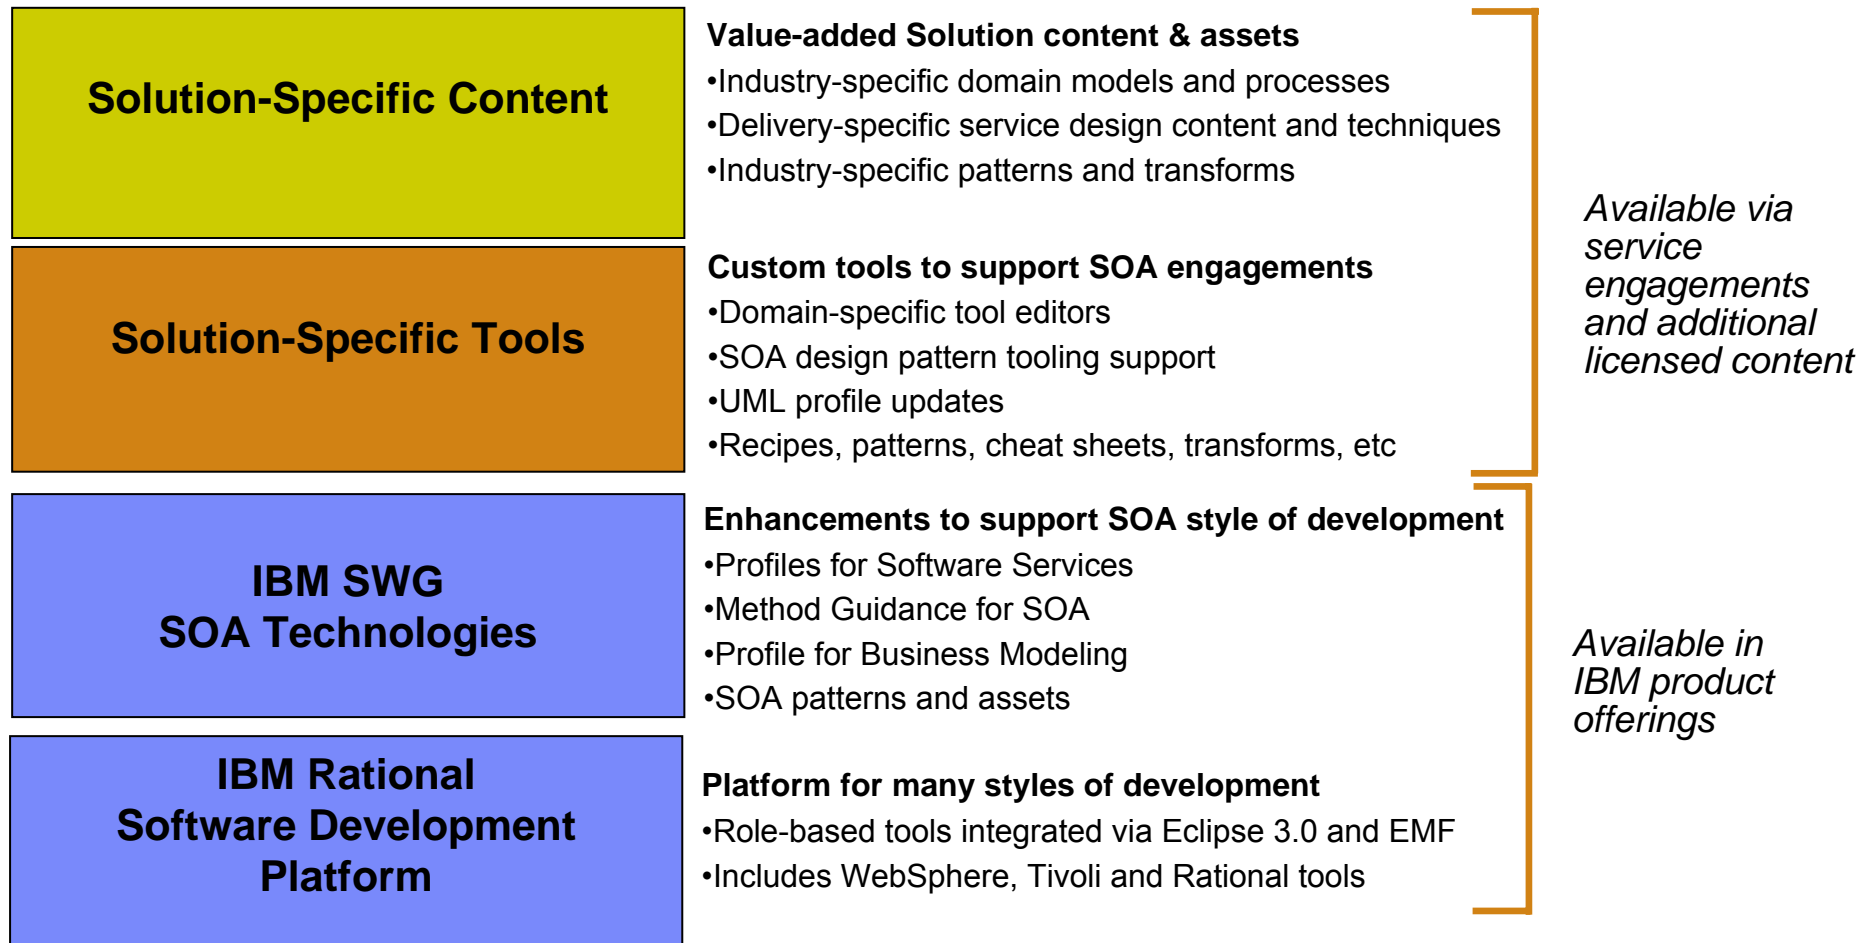 Solution-Specific Content
Value-added Solution content & assets
•Industry-specific domain models and processes
•Delivery-specific service design content and techniques
•Industry-specific patterns and transforms
Solution-Specific Tools
Custom tools to support SOA engagements
•Domain-specific tool editors
•SOA design pattern tooling support
•UML profile updates
•Recipes, patterns, cheat sheets, transforms, etc
Available via
service
engagements
and additional
licensed content
IBM SWG
SOA Technologies
Enhancements to support SOA style of development
•Profiles for Software Services
•Method Guidance for SOA
•Profile for Business Modeling
•SOA patterns and assets
IBM Rational
Software Development
Platform
Platform for many styles of development
•Role-based tools integrated via Eclipse 3.0 and EMF
•Includes WebSphere, Tivoli and Rational tools
Available in
IBM product
offerings